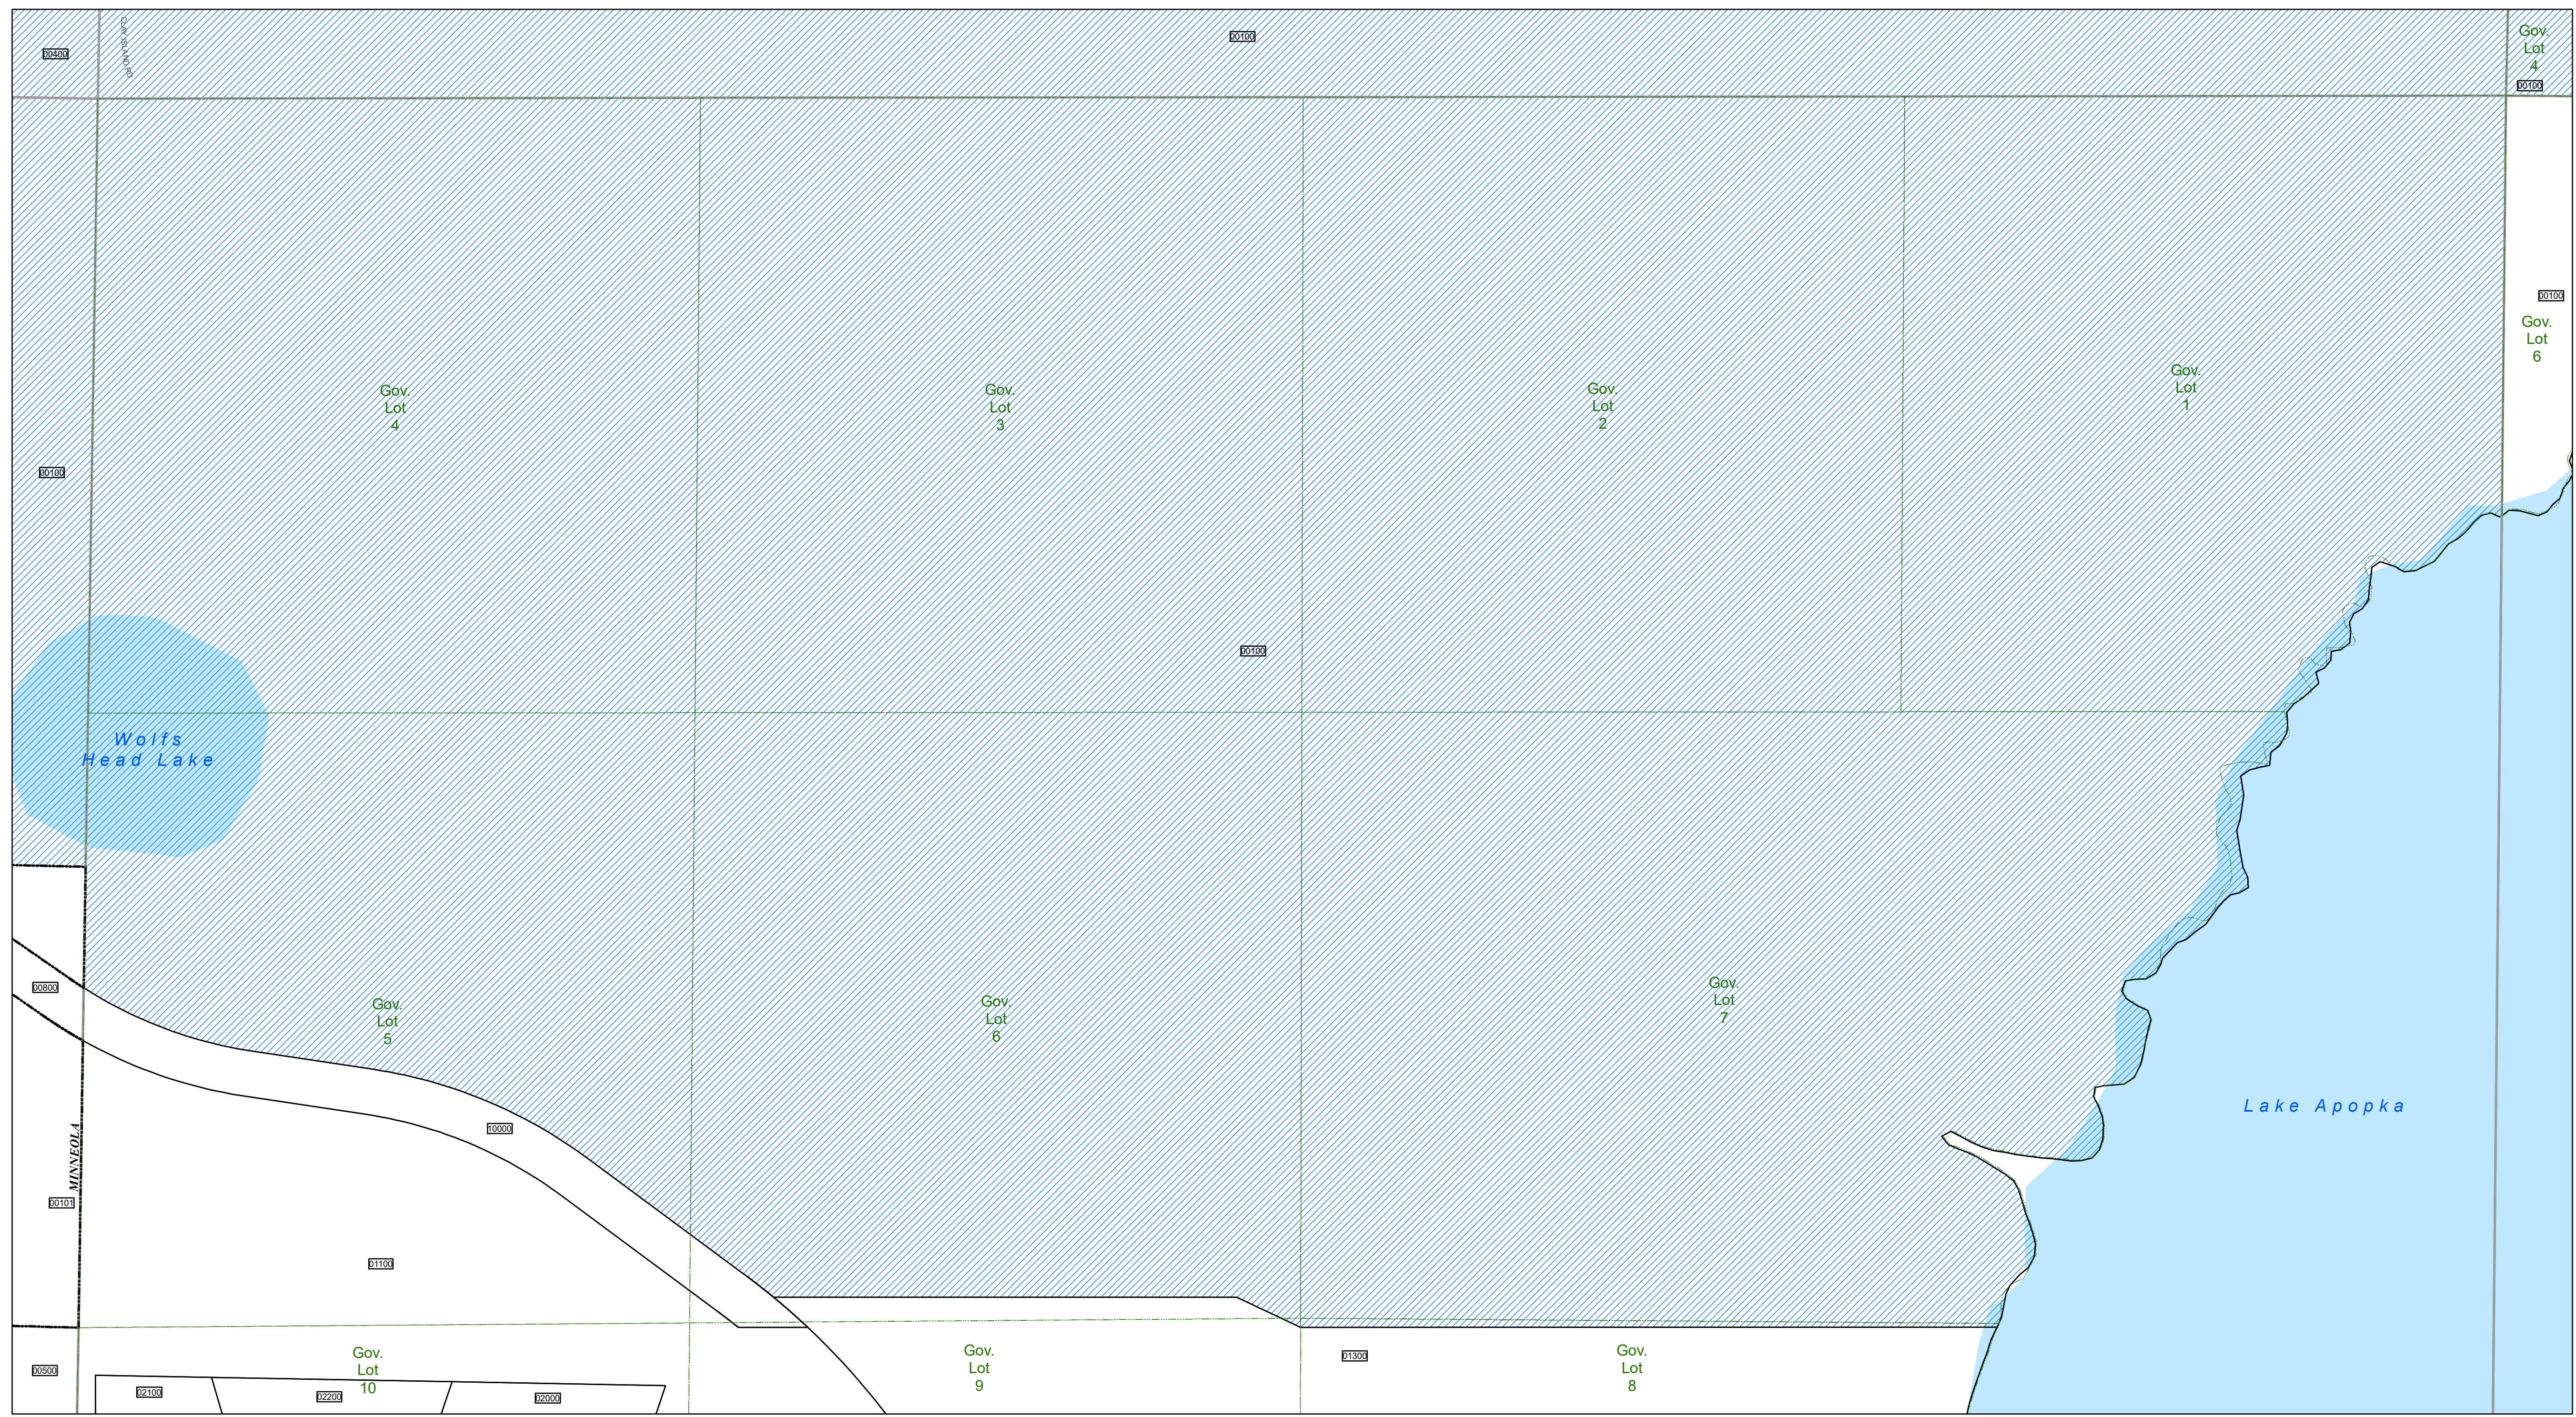 00400
CLAY ISLAND RD
00100
Gov.
Lot
4
00100
00100
Gov.
Lot
6
Gov.
Lot
4
Gov.
Lot
3
Gov.
Lot
2
Gov.
Lot
1
00100
00100
Wolfs
Head Lake
00800
Gov.
Lot
5
Gov.
Lot
6
Gov.
Lot
7
Lake Apopka
10000
MINNEOLA
00101
01100
00500
Gov.
Lot
10
Gov.
Lot
9
01300
Gov.
Lot
8
02100
02200
02000